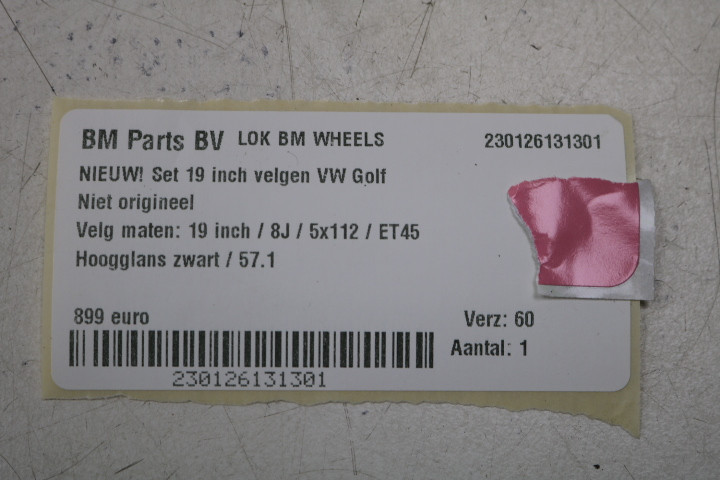 BM Parts BV LOK BM WHEELS 230126131301
NIEUW! Set 19 inch velgen VW Golf
Niet origineel
Velg maten: 19 inch / 8J / 5x112 / ET45
Hoogglans zwart / 57.1
899 euro Verz: 60
Aantal: 1
230126131301